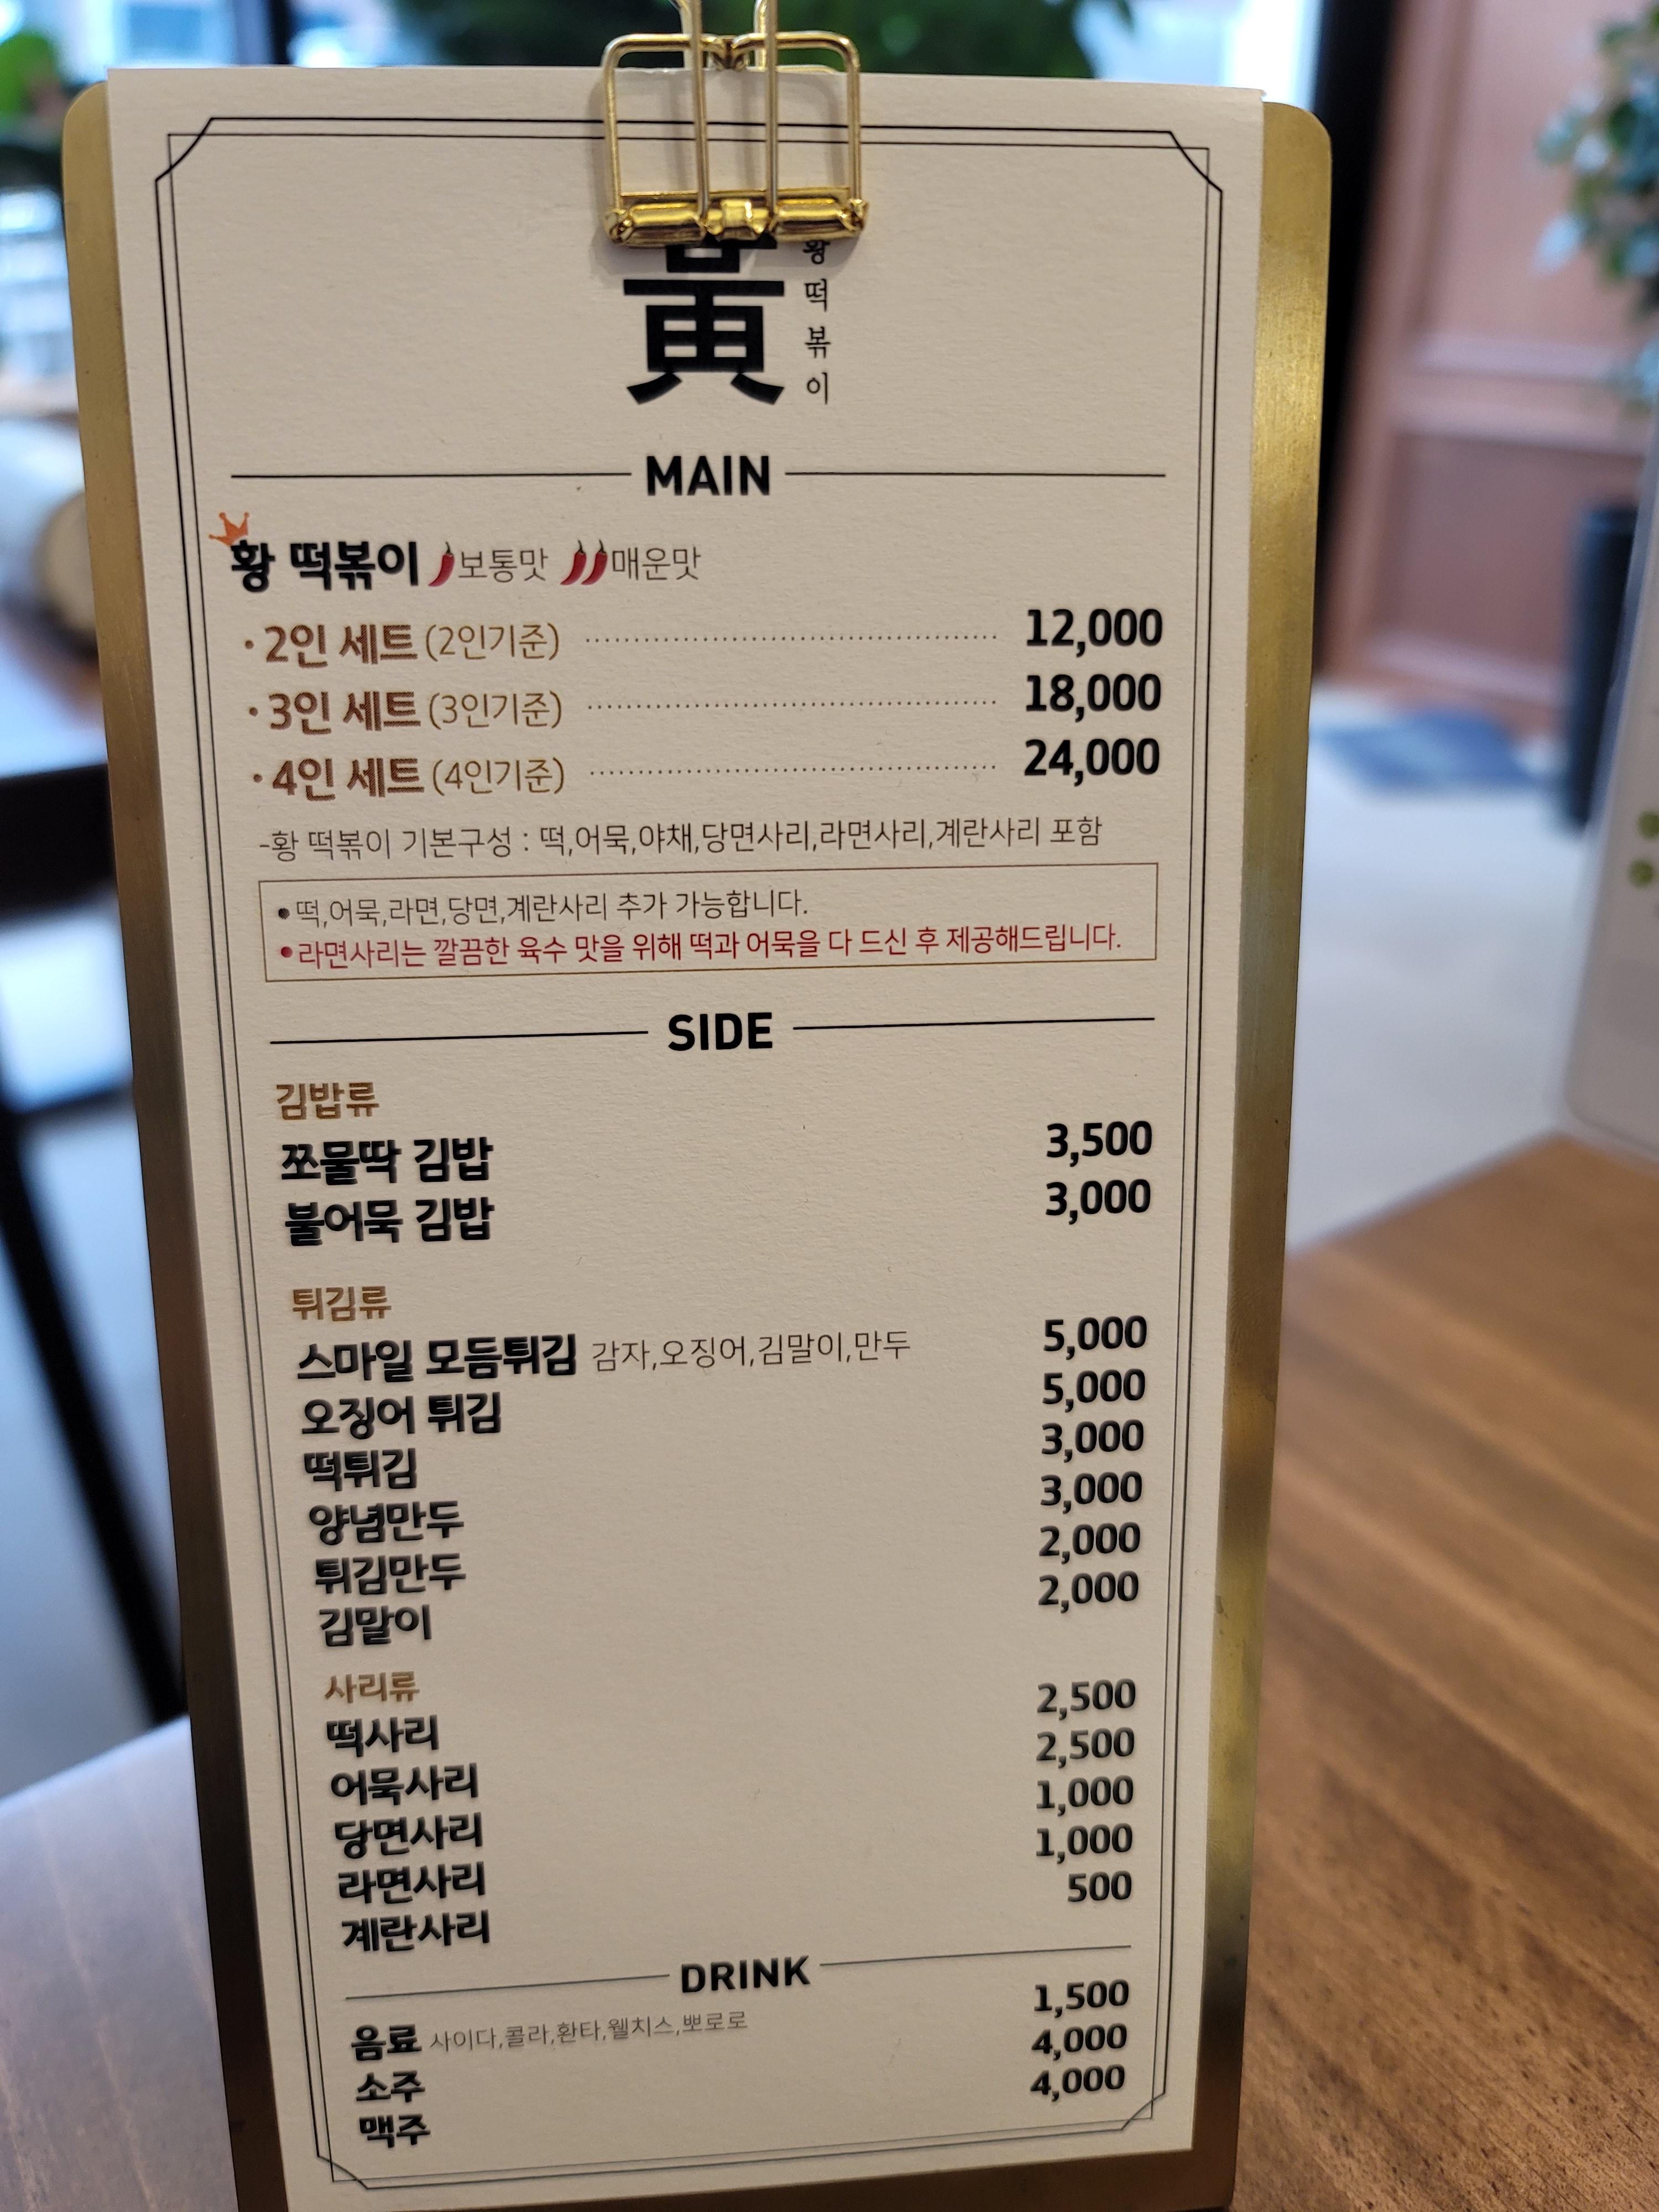 黃
황떡볶이
MAIN
황 떡볶이 보통맛 매운맛
·2인 세트 (2인기준) 12,000
·3인 세트 (3인기준) 18,000
·4인 세트 (4인기준) 24,000
-황 떡볶이 기본구성 : 떡,어묵,야채,당면사리,라면사리,계란사리 포함
•떡,어묵,라면,당면,계란사리 추가 가능합니다.
•라면사리는 깔끔한 육수 맛을 위해 떡과 어묵을 다 드신 후 제공해드립니다.
SIDE
김밥류
쪼물딱 김밥 3,500
불어묵 김밥 3,000
튀김류
스마일 모듬튀김 감자,오징어,김말이,만두 5,000
오징어 튀김 5,000
떡튀김 3,000
양념만두 3,000
튀김만두 2,000
김말이 2,000
사리류
떡사리 2,500
어묵사리 2,500
당면사리 1,000
라면사리 1,000
계란사리 500
DRINK
음료 사이다,콜라,환타,웰치스,뽀로로 1,500
소주 4,000
맥주 4,000